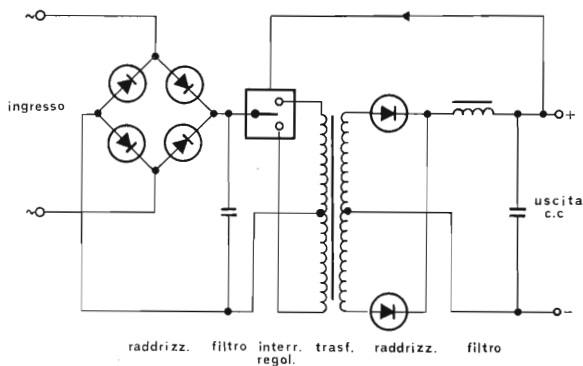 ~
ingresso
~
+
uscita
c.c
-
raddrizz. filtro interr. trasf. raddrizz. filtro
regol.